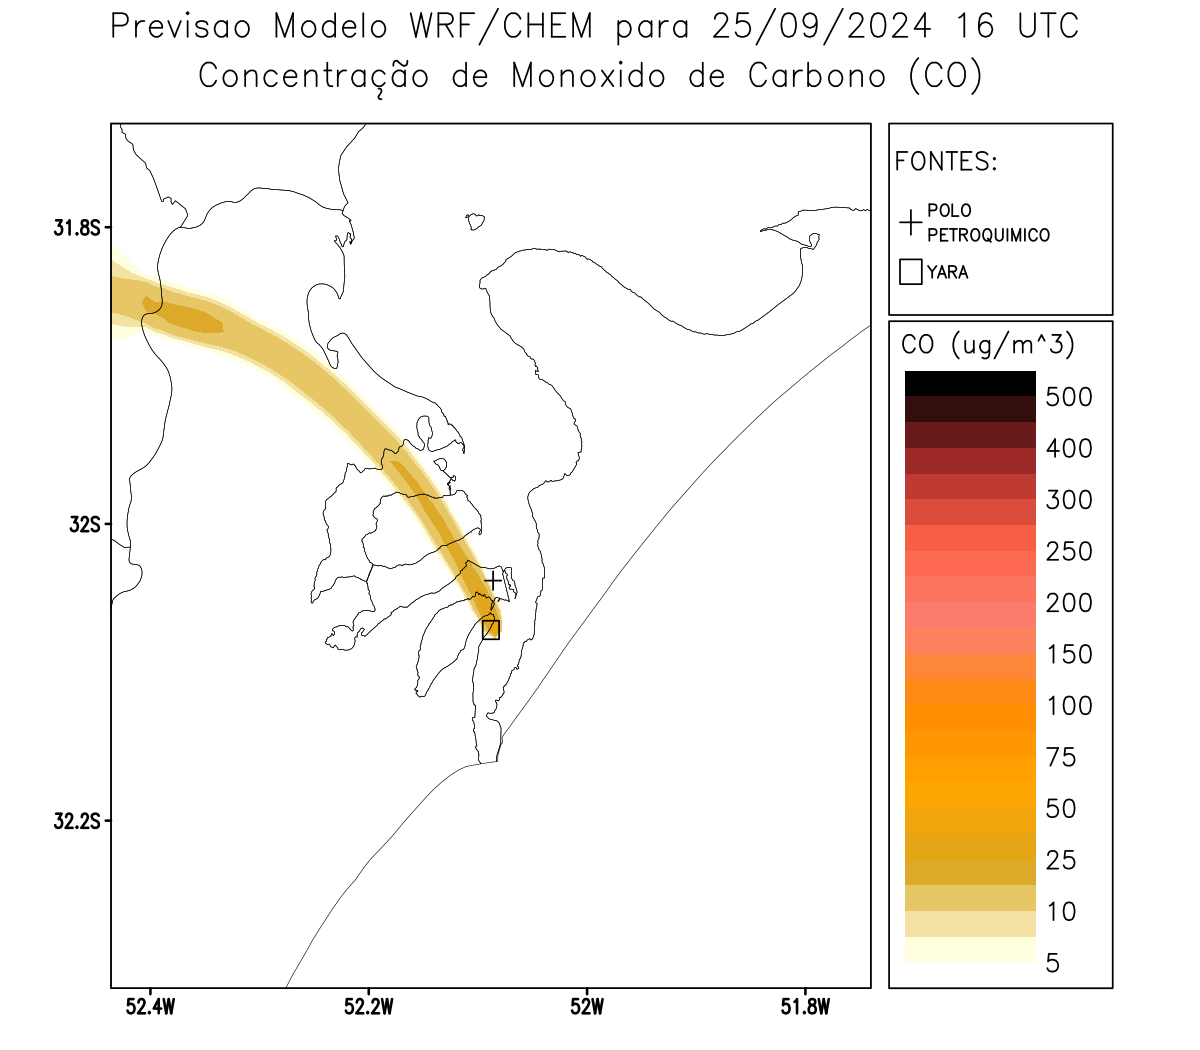 Previsao Modelo WRF/CHEM para 25/09/2024 16 UTC
Concentração de Monoxido de Carbono (CO)
FONTES:
POLO
PETROQUIMICO
YARA
31.8S
32S
32.2S
52.4W
52.2W
52W
51.8W
CO (ug/m^3)
500
400
300
250
200
150
100
75
50
25
10
5